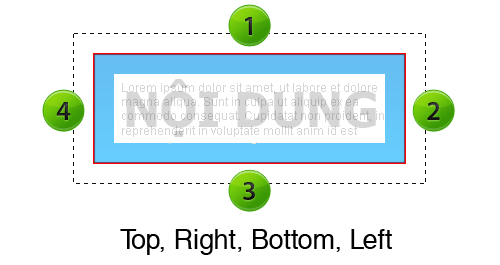 1
Lorem ipsum dolor sit amet, ut labore et dolore
magna aliqua. Sunt in culpa ut aliquip ex ea
commodo consequat. Cupidatat non proident, in
reprehenderit in voluptate mollit anim id est
NỘI DUNG
4
2
3
Top, Right, Bottom, Left